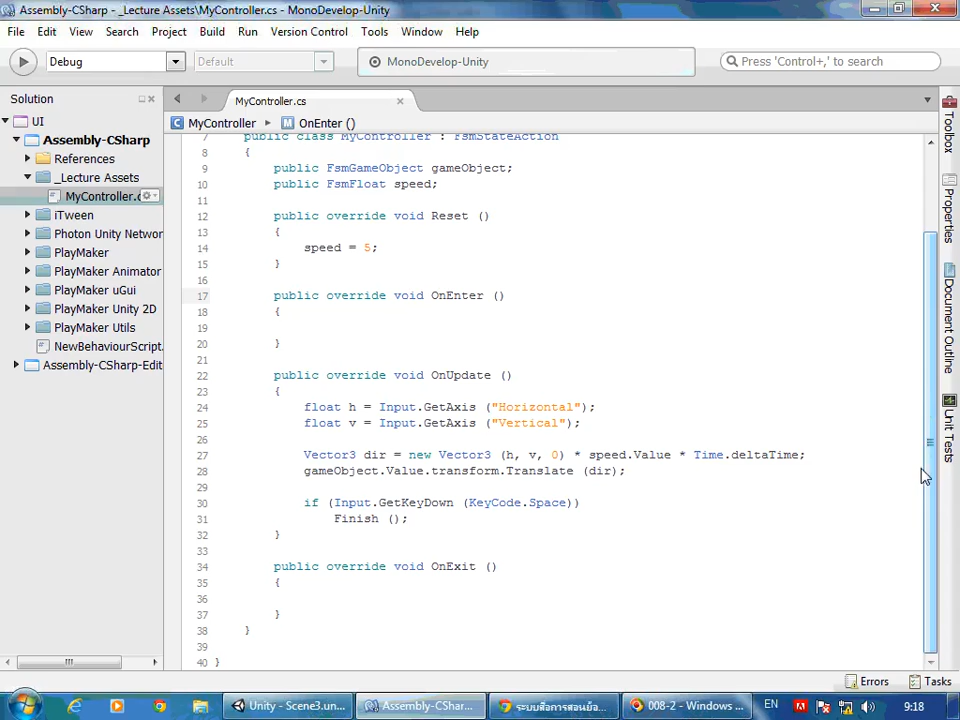 Assembly-CSharp - _Lecture Assets\MyController.cs - MonoDevelop-Unity
File Edit View Search Project Build Run Version Control Tools Window Help
Debug Default MonoDevelop-Unity Press 'Control+,' to search
Solution
MyController.cs
MyController OnEnter ()
UI
Assembly-CSharp
References
_Lecture Assets
MyController.c
iTween
Photon Unity Networ
PlayMaker
PlayMaker Animator
PlayMaker uGui
PlayMaker Unity 2D
PlayMaker Utils
NewBehaviourScript.
Assembly-CSharp-Edit
7 public class MyController : FsmStateAction
8 {
9 public FsmGameObject gameObject;
10 public FsmFloat speed;
11
12 public override void Reset ()
13 {
14 speed = 5;
15 }
16
17 public override void OnEnter ()
18 {
19
20 }
21
22 public override void OnUpdate ()
23 {
24 float h = Input.GetAxis ("Horizontal");
25 float v = Input.GetAxis ("Vertical");
26
27 Vector3 dir = new Vector3 (h, v, 0) * speed.Value * Time.deltaTime;
28 gameObject.Value.transform.Translate (dir);
29
30 if (Input.GetKeyDown (KeyCode.Space))
31 Finish ();
32 }
33
34 public override void OnExit ()
35 {
36
37 }
38 }
39
40 }
Toolbox
Properties
Document Outline
Unit Tests
Errors Tasks
Unity - Scene3.un... Assembly-CShar... ระบบสื่อการสอนย้อ... 008-2 - Windows ... EN 9:18